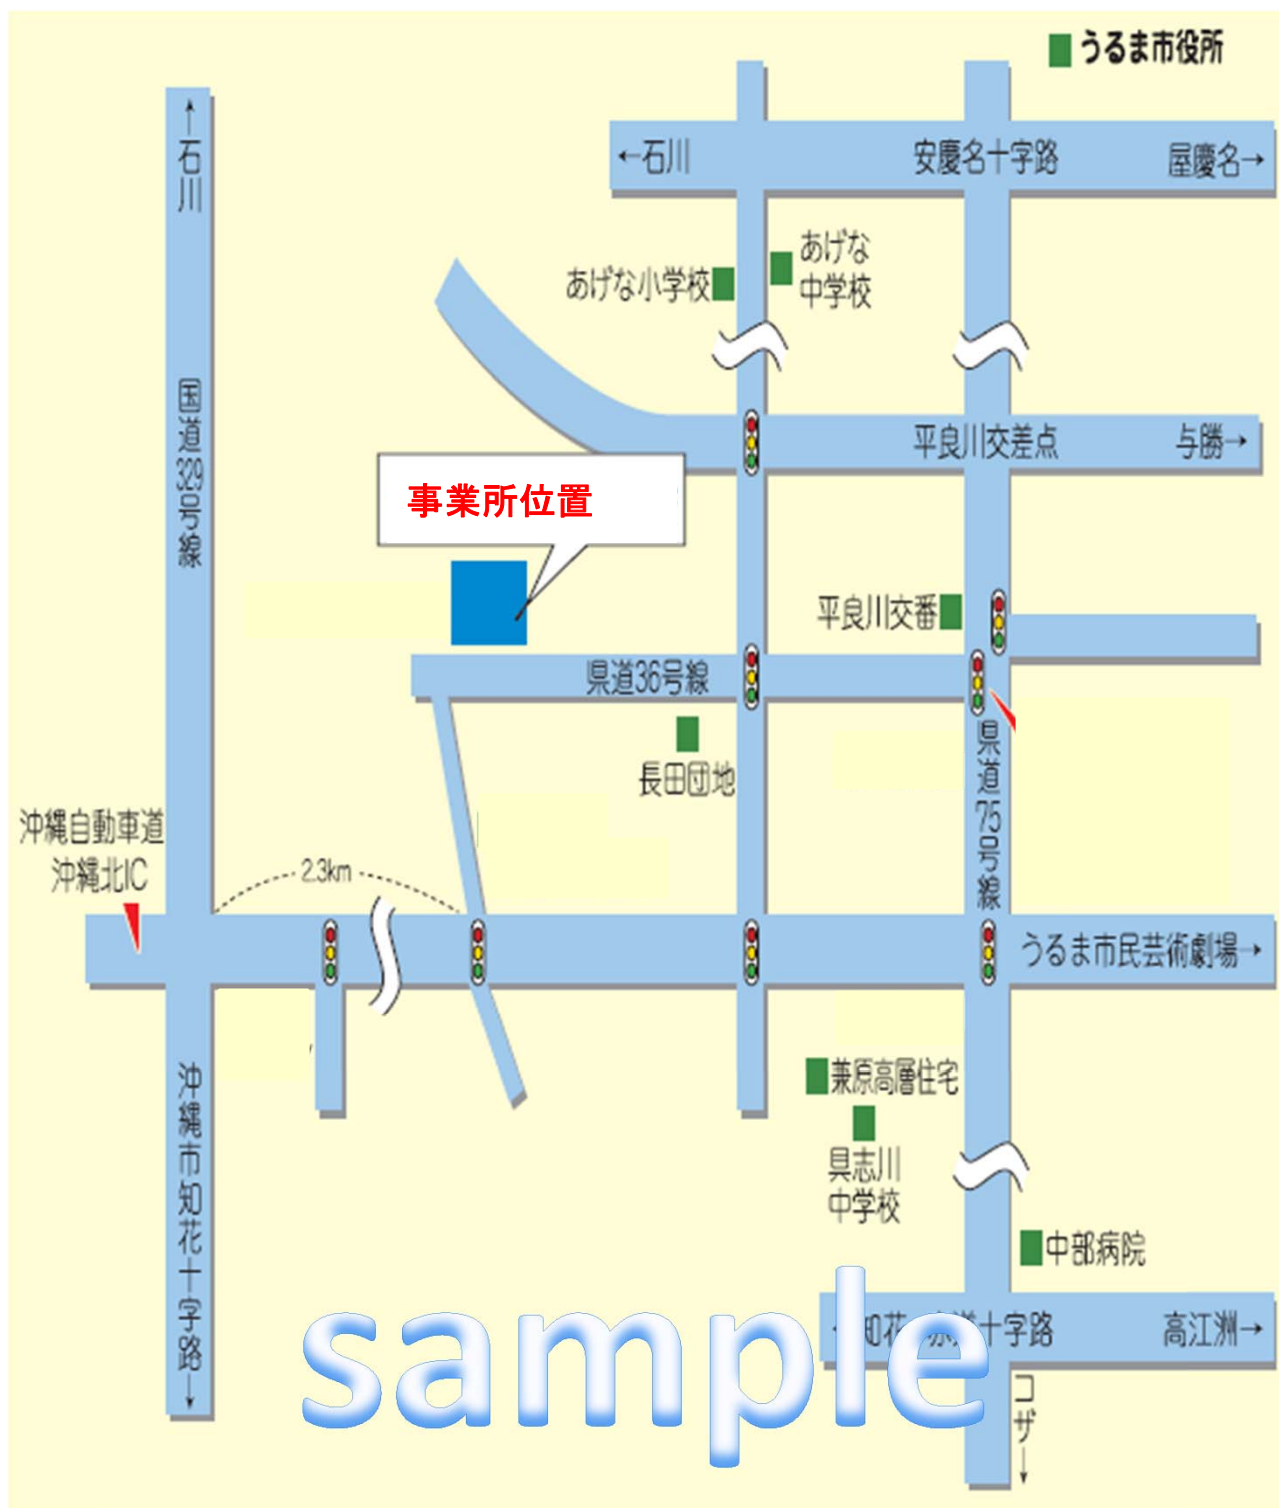 うるま市役所
←石川
安慶名十字路
屋慶名→
←石川
あげな
中学校
あげな小学校
国道329号線
平良川交差点
与勝→
事業所位置
平良川交番
県道36号線
県道75号線
長田団地
沖縄自動車道
沖縄北IC
2.3km
うるま市民芸術劇場→
沖縄市知花十字路→
兼原高層住宅
具志川
中学校
中部病院
sample
知花
十字路
高江洲→
コザ→